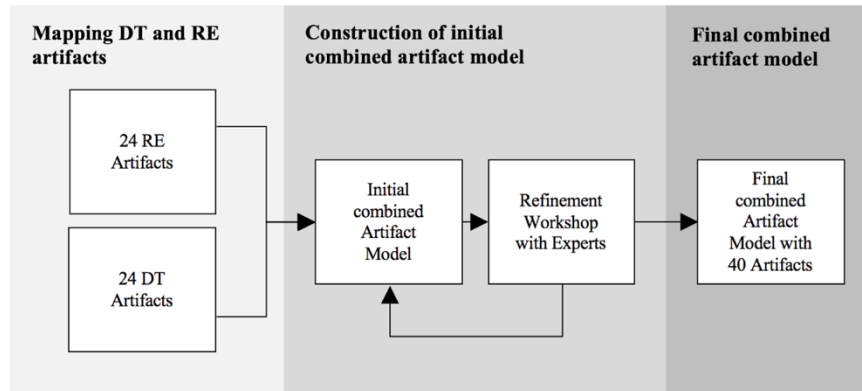 Mapping DT and RE
artifacts
Construction of initial
combined artifact model
Final combined
artifact model
24 RE
Artifacts
24 DT
Artifacts
Initial
combined
Artifact
Model
Refinement
Workshop
with Experts
Final
combined
Artifact
Model with
40 Artifacts